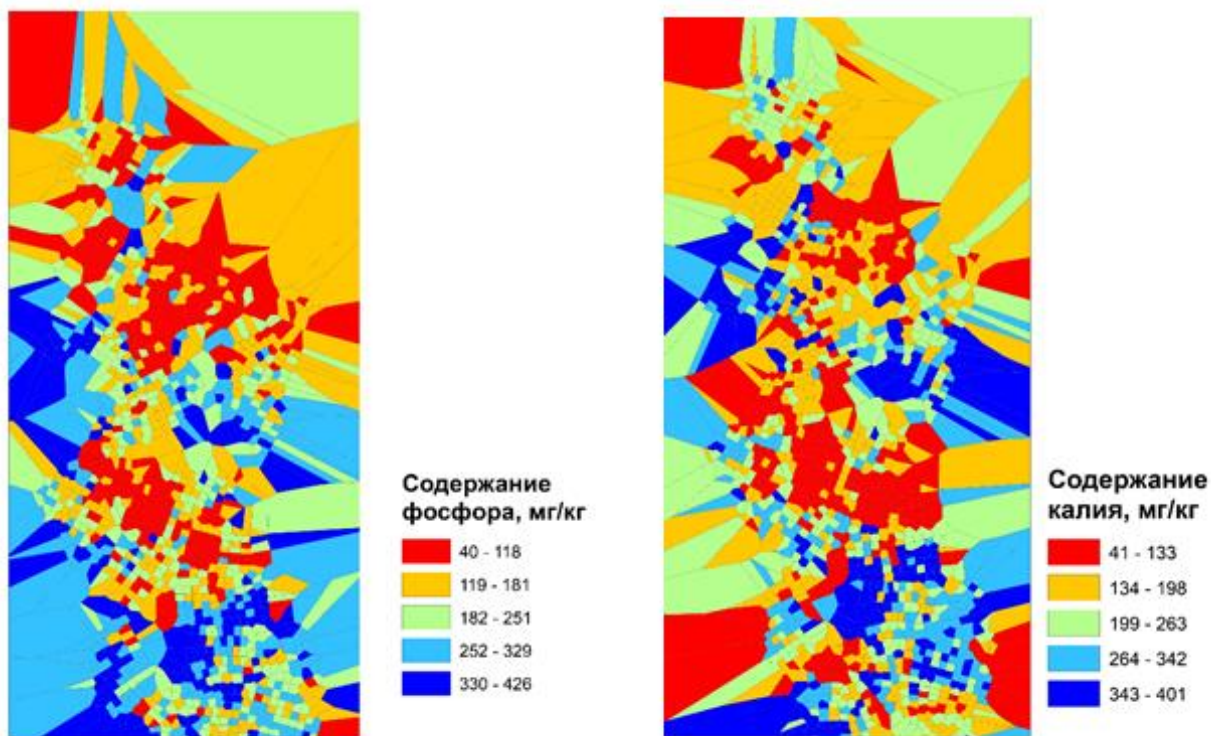 Содержание
фосфора, мг/кг
40 - 118
119 - 181
182 - 251
252 - 329
330 - 426
Содержание
калия, мг/кг
41 - 133
134 - 198
199 - 263
264 - 342
343 - 401